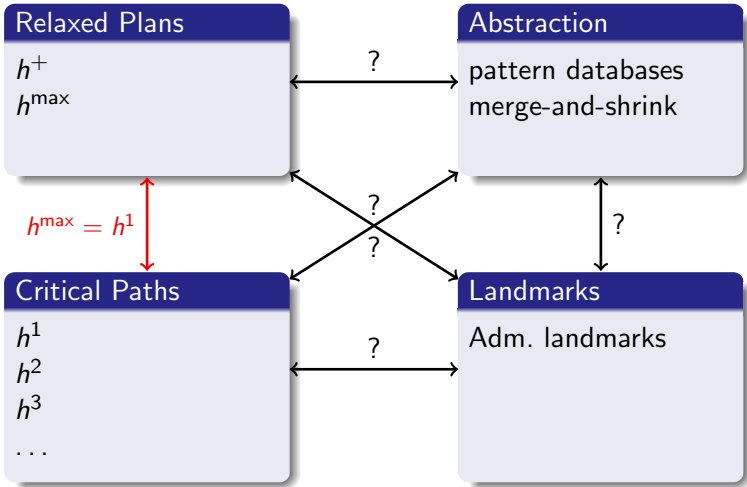 Relaxed Plans
h⁺
hᵐᵃˣ
?
Abstraction
pattern databases
merge-and-shrink
hᵐᵃˣ = h¹
?
?
?
Critical Paths
h¹
h²
h³
...
?
Landmarks
Adm. landmarks